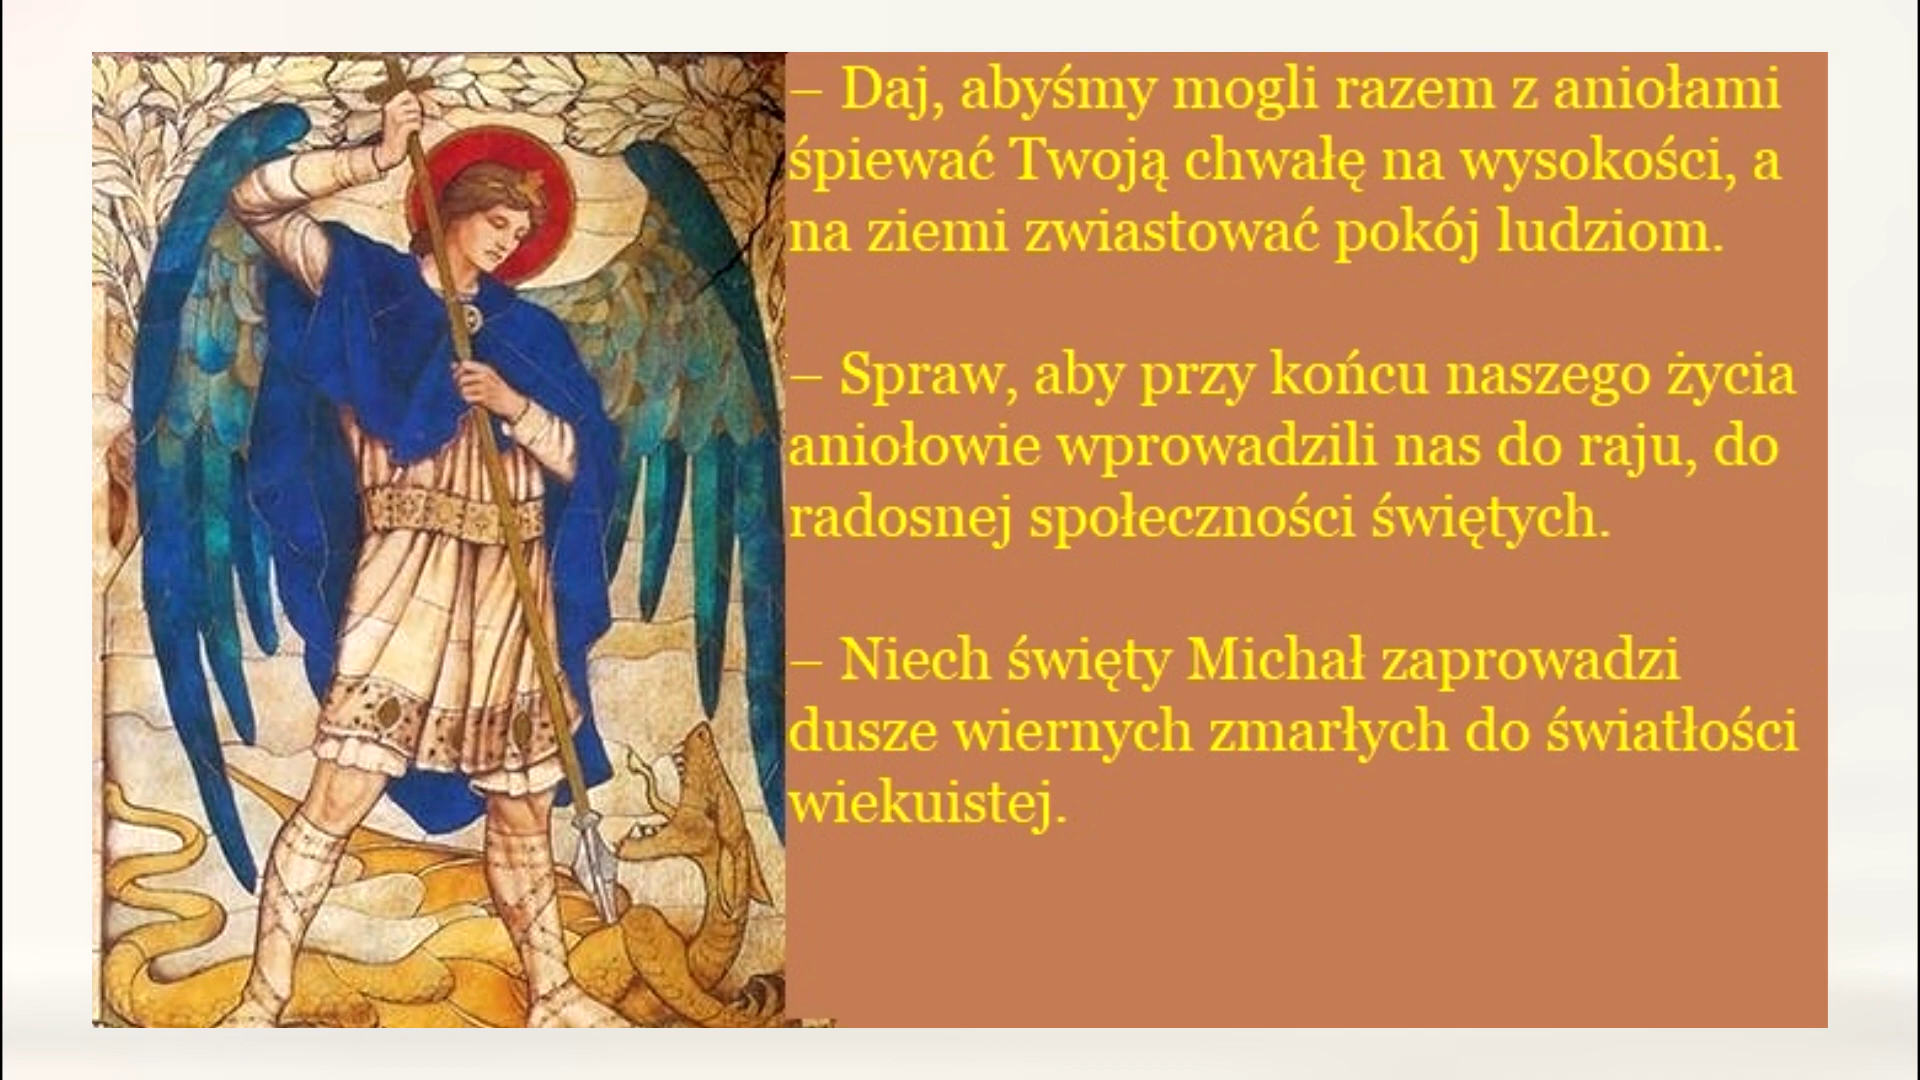 – Daj, abyśmy mogli razem z aniołami
śpiewać Twoją chwałę na wysokości, a
na ziemi zwiastować pokój ludziom.
– Spraw, aby przy końcu naszego życia
aniołowie wprowadzili nas do raju, do
radosnej społeczności świętych.
– Niech święty Michał zaprowadzi
dusze wiernych zmarłych do światłości
wiekuistej.